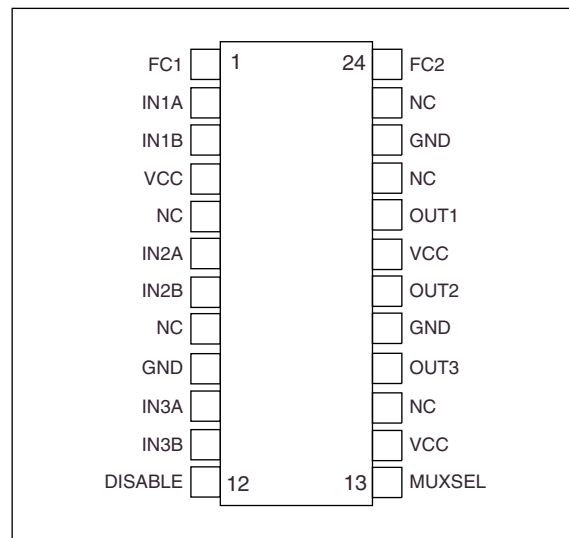 FC1 1 24 FC2
IN1A NC
IN1B GND
VCC NC
NC OUT1
IN2A VCC
IN2B OUT2
NC GND
GND OUT3
IN3A NC
IN3B VCC
DISABLE 12 13 MUXSEL